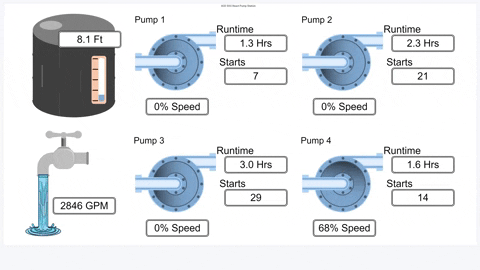 8.1 Ft
Pump 1
Runtime
1.3 Hrs
Starts
7
0% Speed
Pump 2
Runtime
2.3 Hrs
Starts
21
0% Speed
2846 GPM
Pump 3
Runtime
3.0 Hrs
Starts
29
0% Speed
Pump 4
Runtime
1.6 Hrs
Starts
14
68% Speed